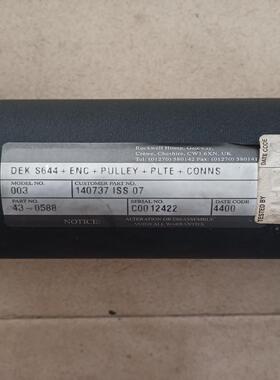 Rockwell House, Gateway,
Crewe, Cheshire, CW1 6XN, UK
Tel:(01270) 580142 Fax:(01270) 580141
DEK S644 + ENC + PULLEY + PLTE + CONNS
MODEL NO. CUSTOMER PART NO.
003 140737 ISS 07
PART NO. SERIAL NO. DATE CODE
43-0588 C0012422 4400
NOTICE: ALTERATION OR DISASSEMBLY
VOIDS ALL WARRANTIES
TESTED BY